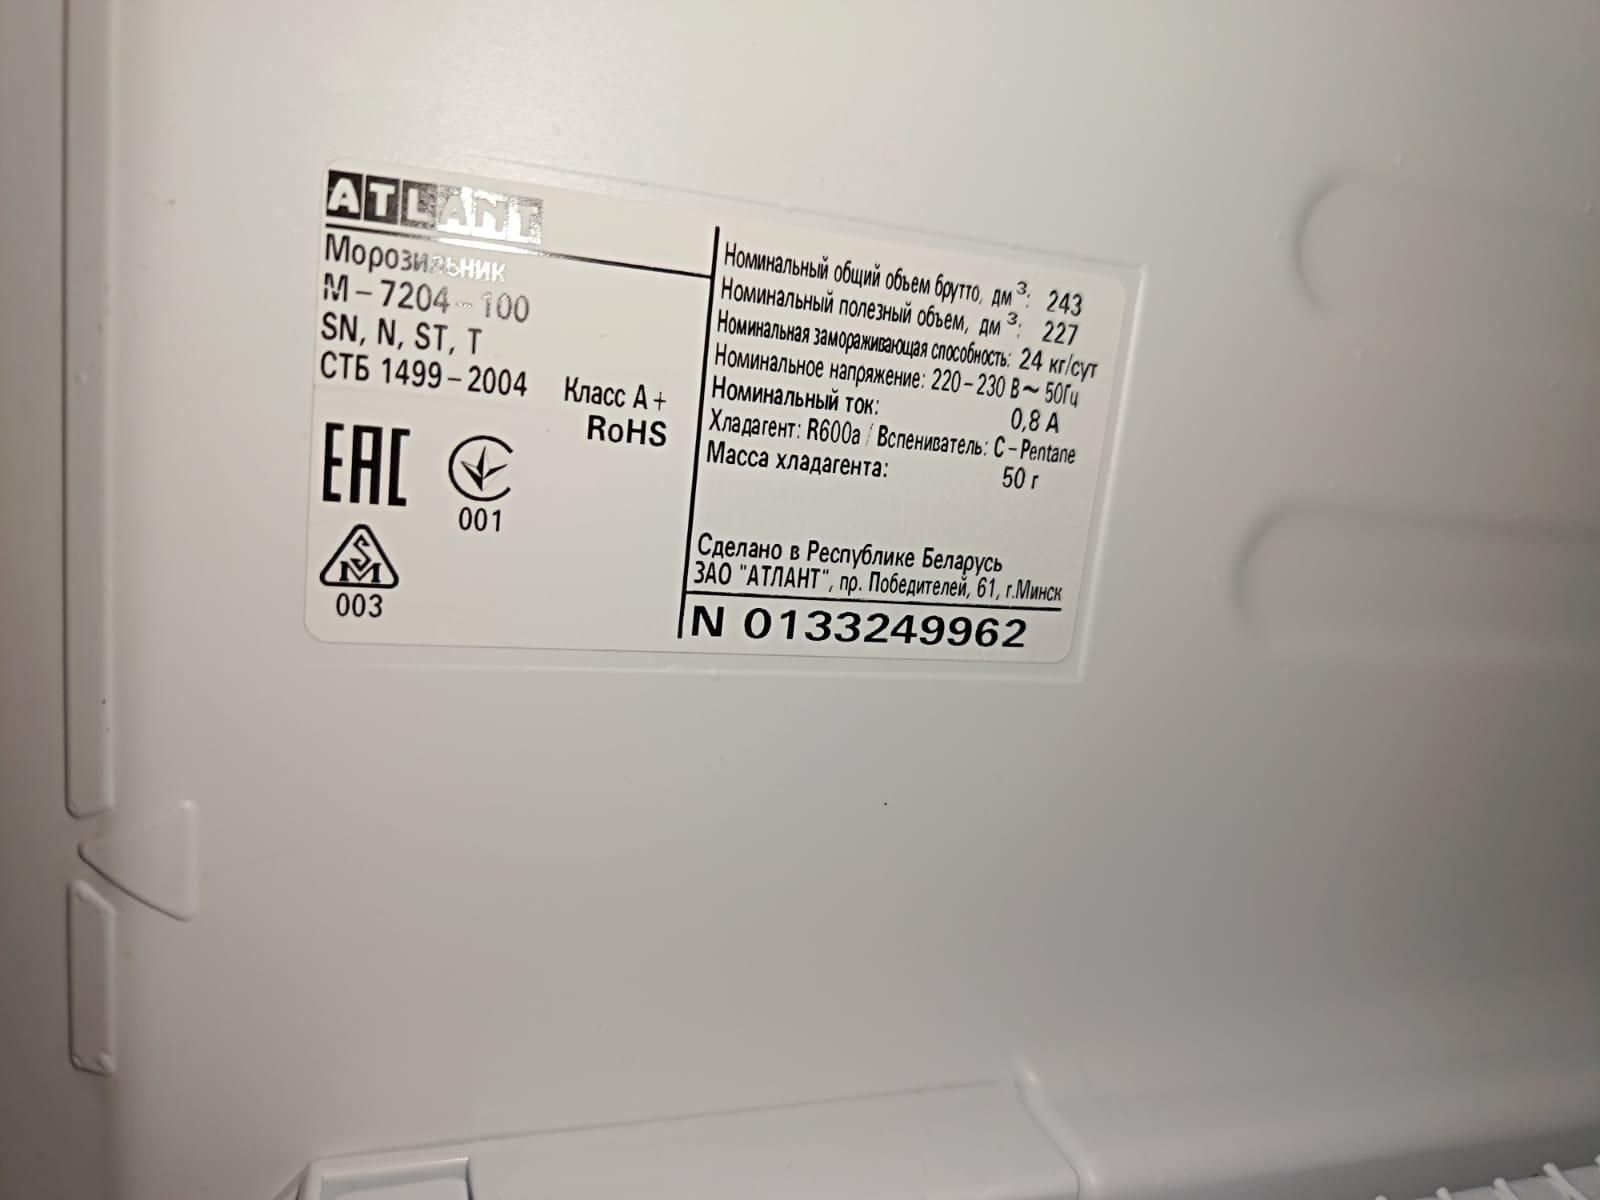 ATLANT
Морозильник
М-7204-100
SN, N, ST, T
СТБ 1499-2004
Класс А+
RoHS
EAC
001
SM
003
Номинальный общий объем брутто, дм³: 243
Номинальный полезный объем, дм³: 227
Номинальная замораживающая способность: 24 кг/сут
Номинальное напряжение: 220-230 В~ 50Гц
Номинальный ток: 0,8 А
Хладагент: R600a / Вспениватель: C-Pentane
Масса хладагента: 50 г
Сделано в Республике Беларусь
ЗАО "АТЛАНТ", пр. Победителей, 61, г.Минск
N 0133249962